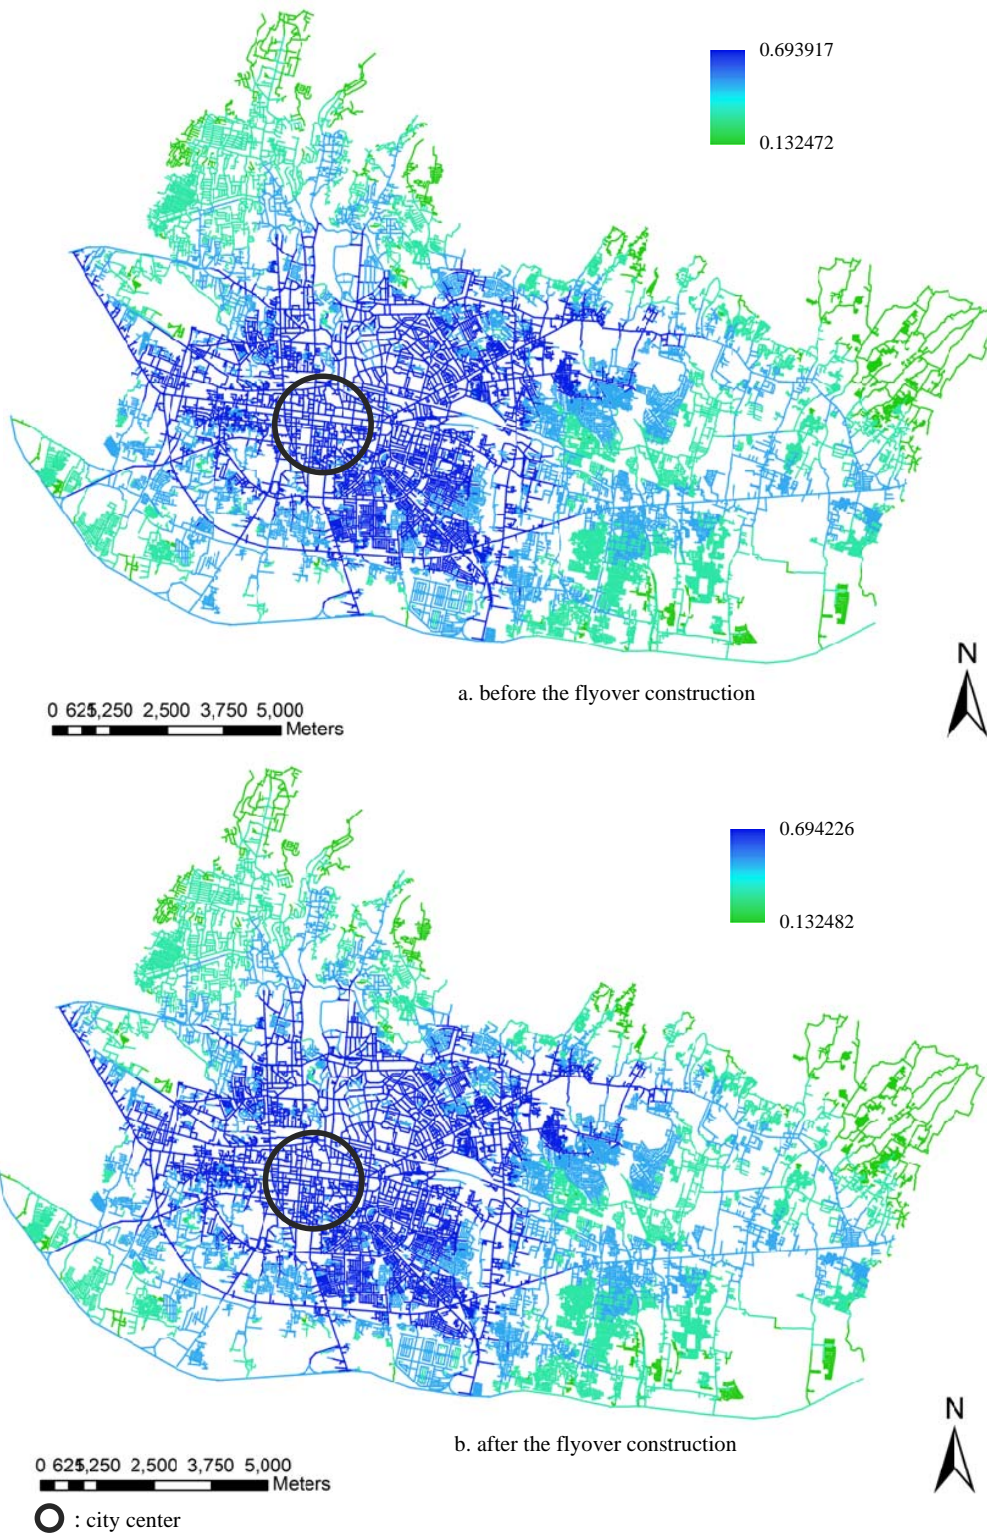 0.693917
0.132472
N
a. before the flyover construction
0 625 1,250 2,500 3,750 5,000
Meters
0.694226
0.132482
N
b. after the flyover construction
0 625 1,250 2,500 3,750 5,000
Meters
: city center